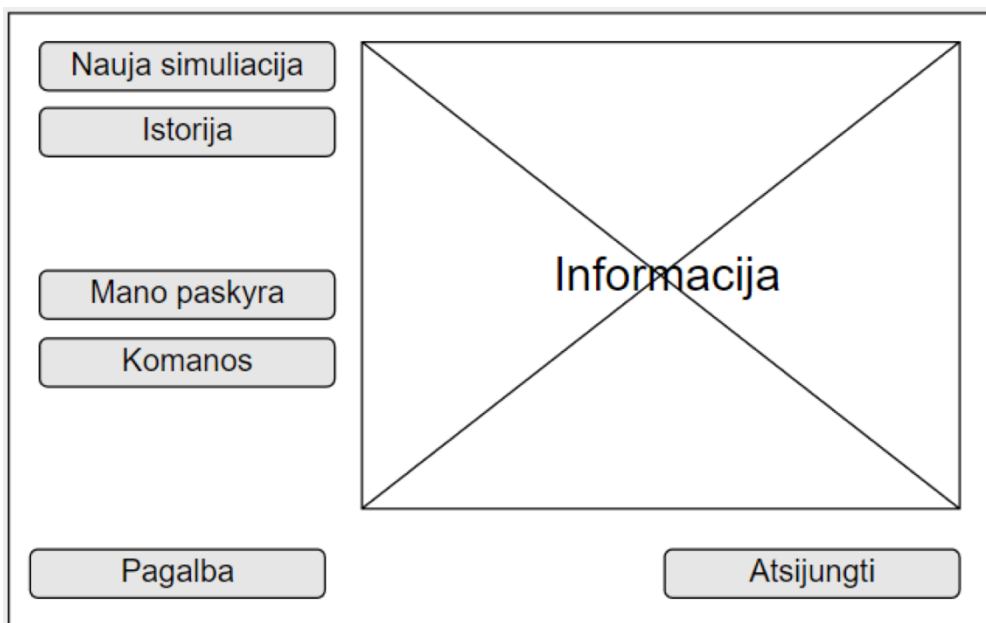 Nauja simuliacija
Istorija
Informacija
Mano paskyra
Komanos
Pagalba
Atsijungti